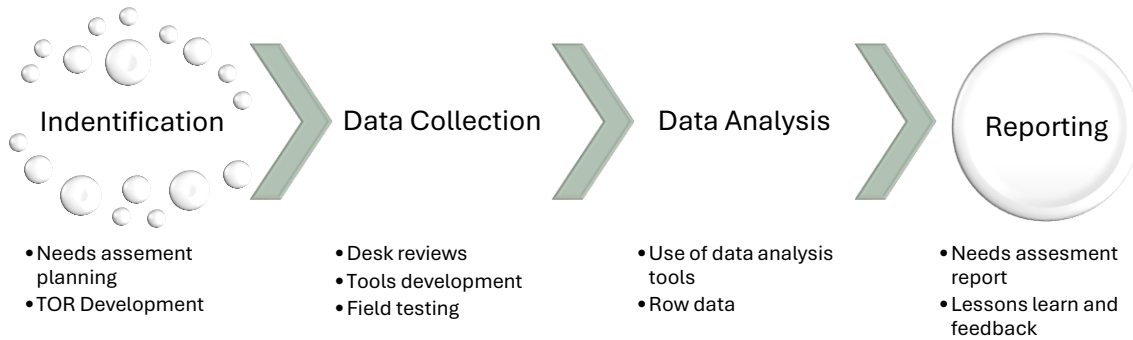 Indentification
Data Collection
Data Analysis
Reporting
• Needs assement
planning
• TOR Development
• Desk reviews
• Tools development
• Field testing
• Use of data analysis
tools
• Row data
• Needs assesment
report
• Lessons learn and
feedback